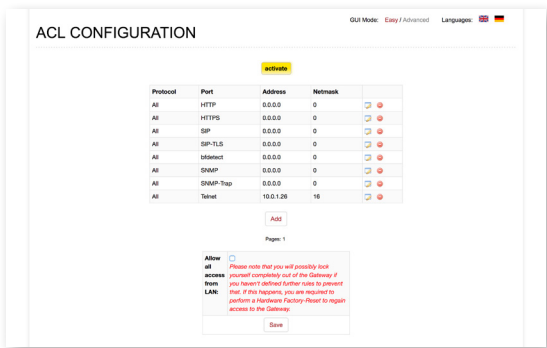 GUI Mode: Easy / Advanced Languages:
ACL CONFIGURATION
activate
Protocol Port Address Netmask
All HTTP 0.0.0.0 0
All HTTPS 0.0.0.0 0
All SIP 0.0.0.0 0
All SIP-TLS 0.0.0.0 0
All bfdetect 0.0.0.0 0
All SNMP 0.0.0.0 0
All SNMP-Trap 0.0.0.0 0
All Telnet 10.0.1.26 16
Add
Pages: 1
Allow all access from LAN:
Please note that you will possibly lock
yourself completely out of the Gateway if
you haven't defined further rules to prevent
that. If this happens, you are required to
perform a Hardware Factory-Reset to regain
access to the Gateway.
Save